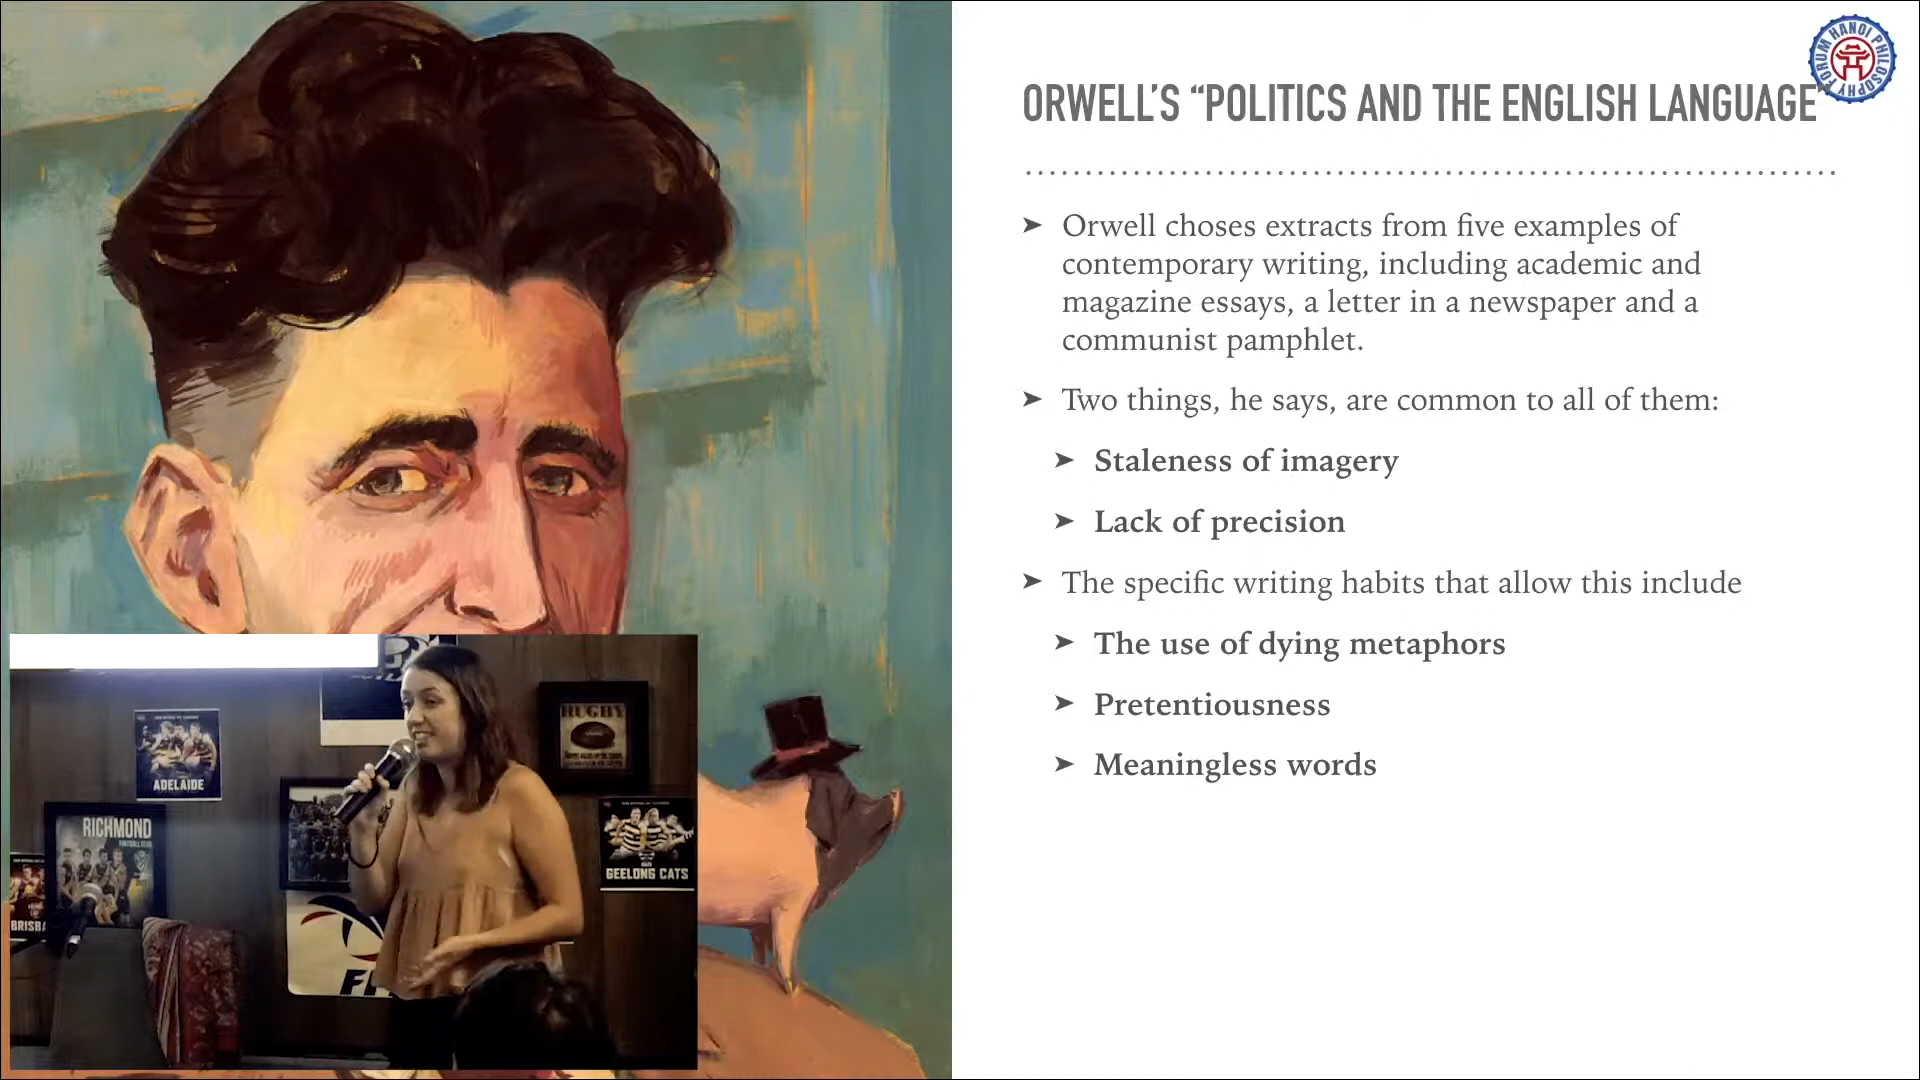 FORUM HANOI PHILOSOPHY
ORWELL’S “POLITICS AND THE ENGLISH LANGUAGE”
➤ Orwell choses extracts from five examples of
contemporary writing, including academic and
magazine essays, a letter in a newspaper and a
communist pamphlet.
➤ Two things, he says, are common to all of them:
➤ Staleness of imagery
➤ Lack of precision
➤ The specific writing habits that allow this include
➤ The use of dying metaphors
➤ Pretentiousness
➤ Meaningless words
ADELAIDE
RUGBY
RICHMOND
GEELONG CATS